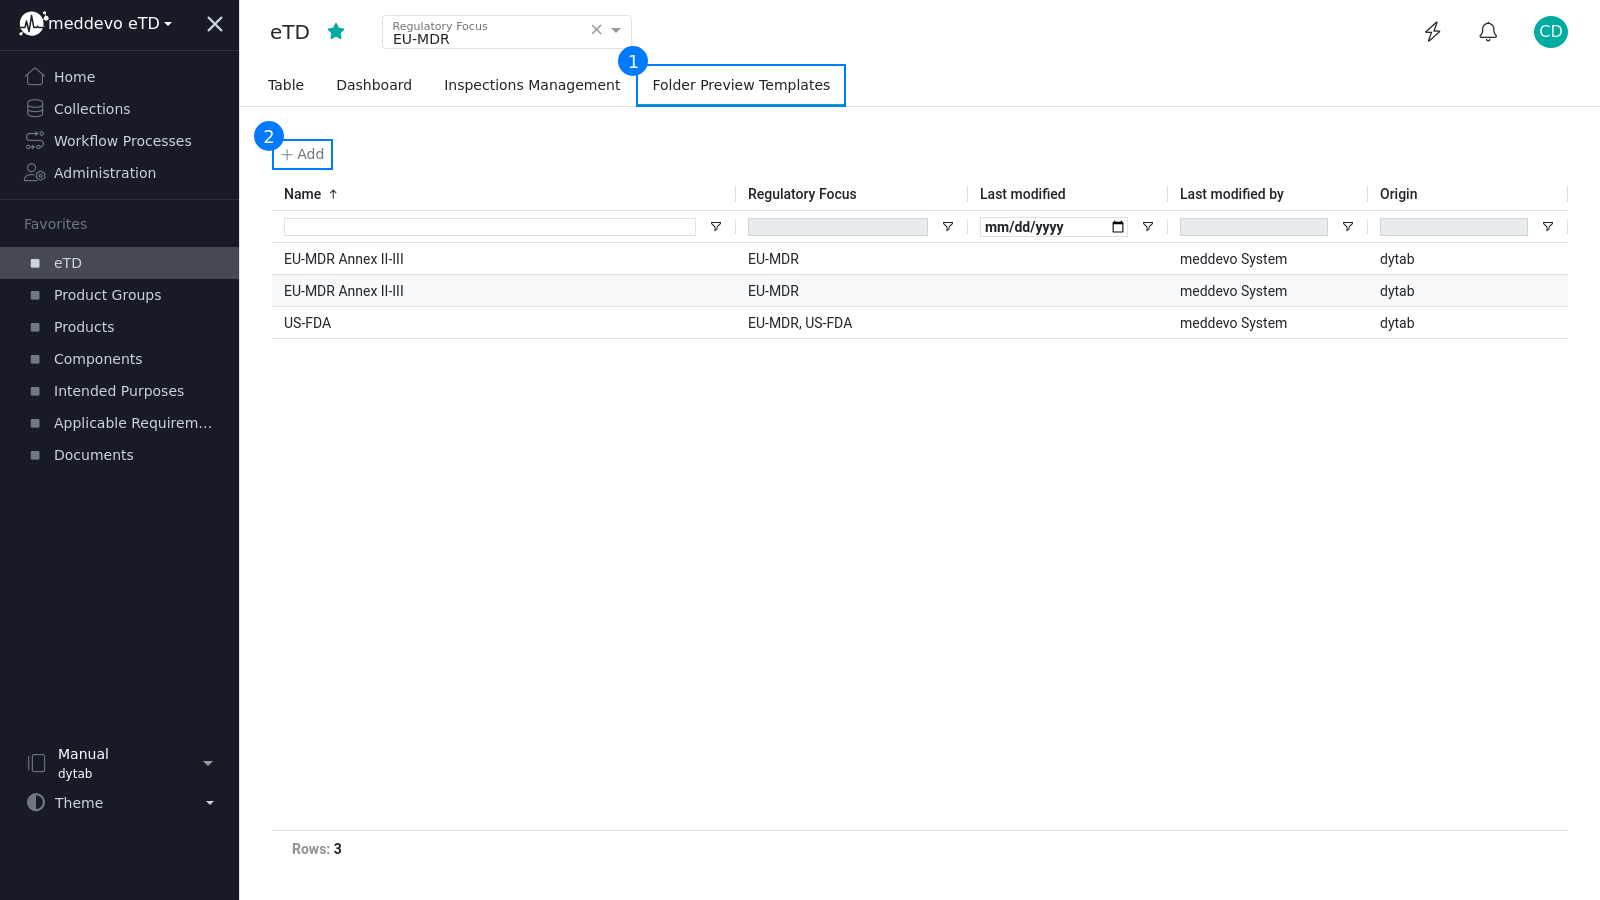 meddevo eTD
Home
Collections
Workflow Processes
Administration
Favorites
eTD
Product Groups
Products
Components
Intended Purposes
Applicable Requirem...
Documents
Manual
dytab
Theme
eTD
Regulatory Focus
EU-MDR
CD
1
Table Dashboard Inspections Management Folder Preview Templates
2
Add
Name Regulatory Focus Last modified Last modified by Origin
mm/dd/yyyy
EU-MDR Annex II-III EU-MDR meddevo System dytab
EU-MDR Annex II-III EU-MDR meddevo System dytab
US-FDA EU-MDR, US-FDA meddevo System dytab
Rows: 3